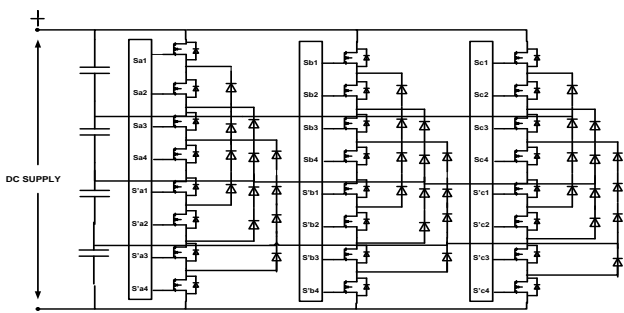 +
Sa1
Sb1
Sc1
Sa2
Sb2
Sc2
Sa3
Sb3
Sc3
Sa4
Sb4
Sc4
DC SUPPLY
S'a1
S'b1
S'c1
S'a2
S'b2
S'c2
S'a3
S'b3
S'c3
S'a4
S'b4
S'c4